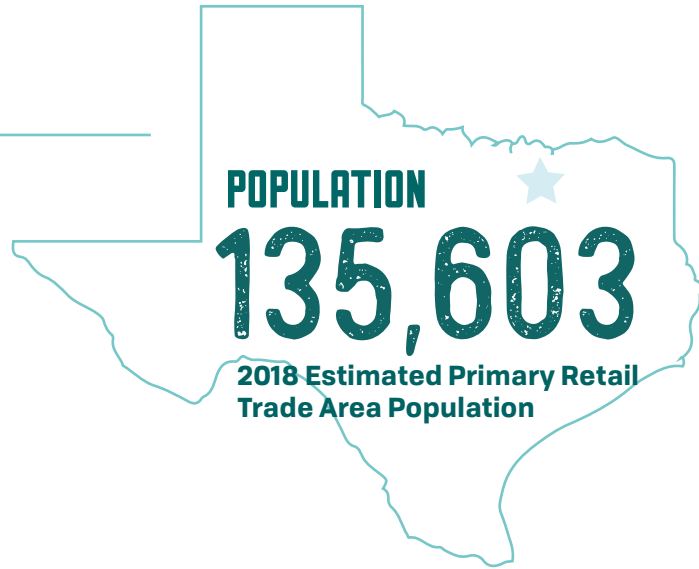 POPULATION
135,603
2018 Estimated Primary Retail
Trade Area Population